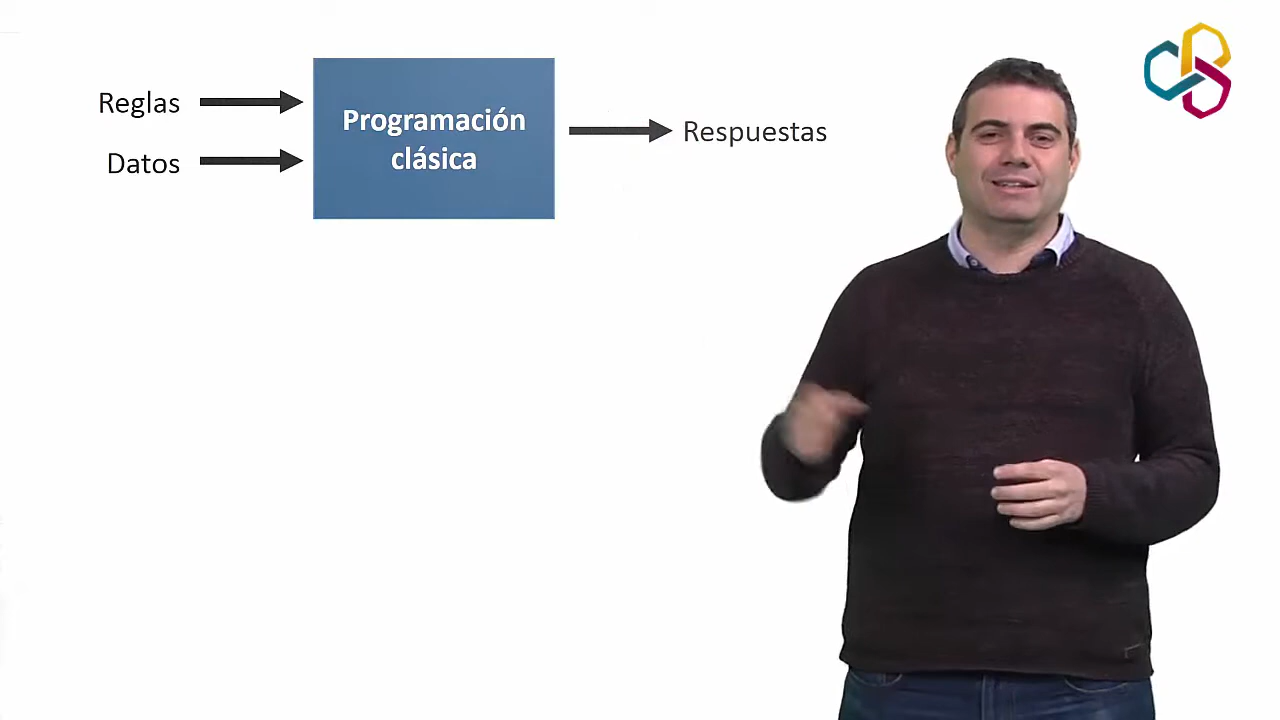 Reglas
Datos
Programación
clásica
Respuestas